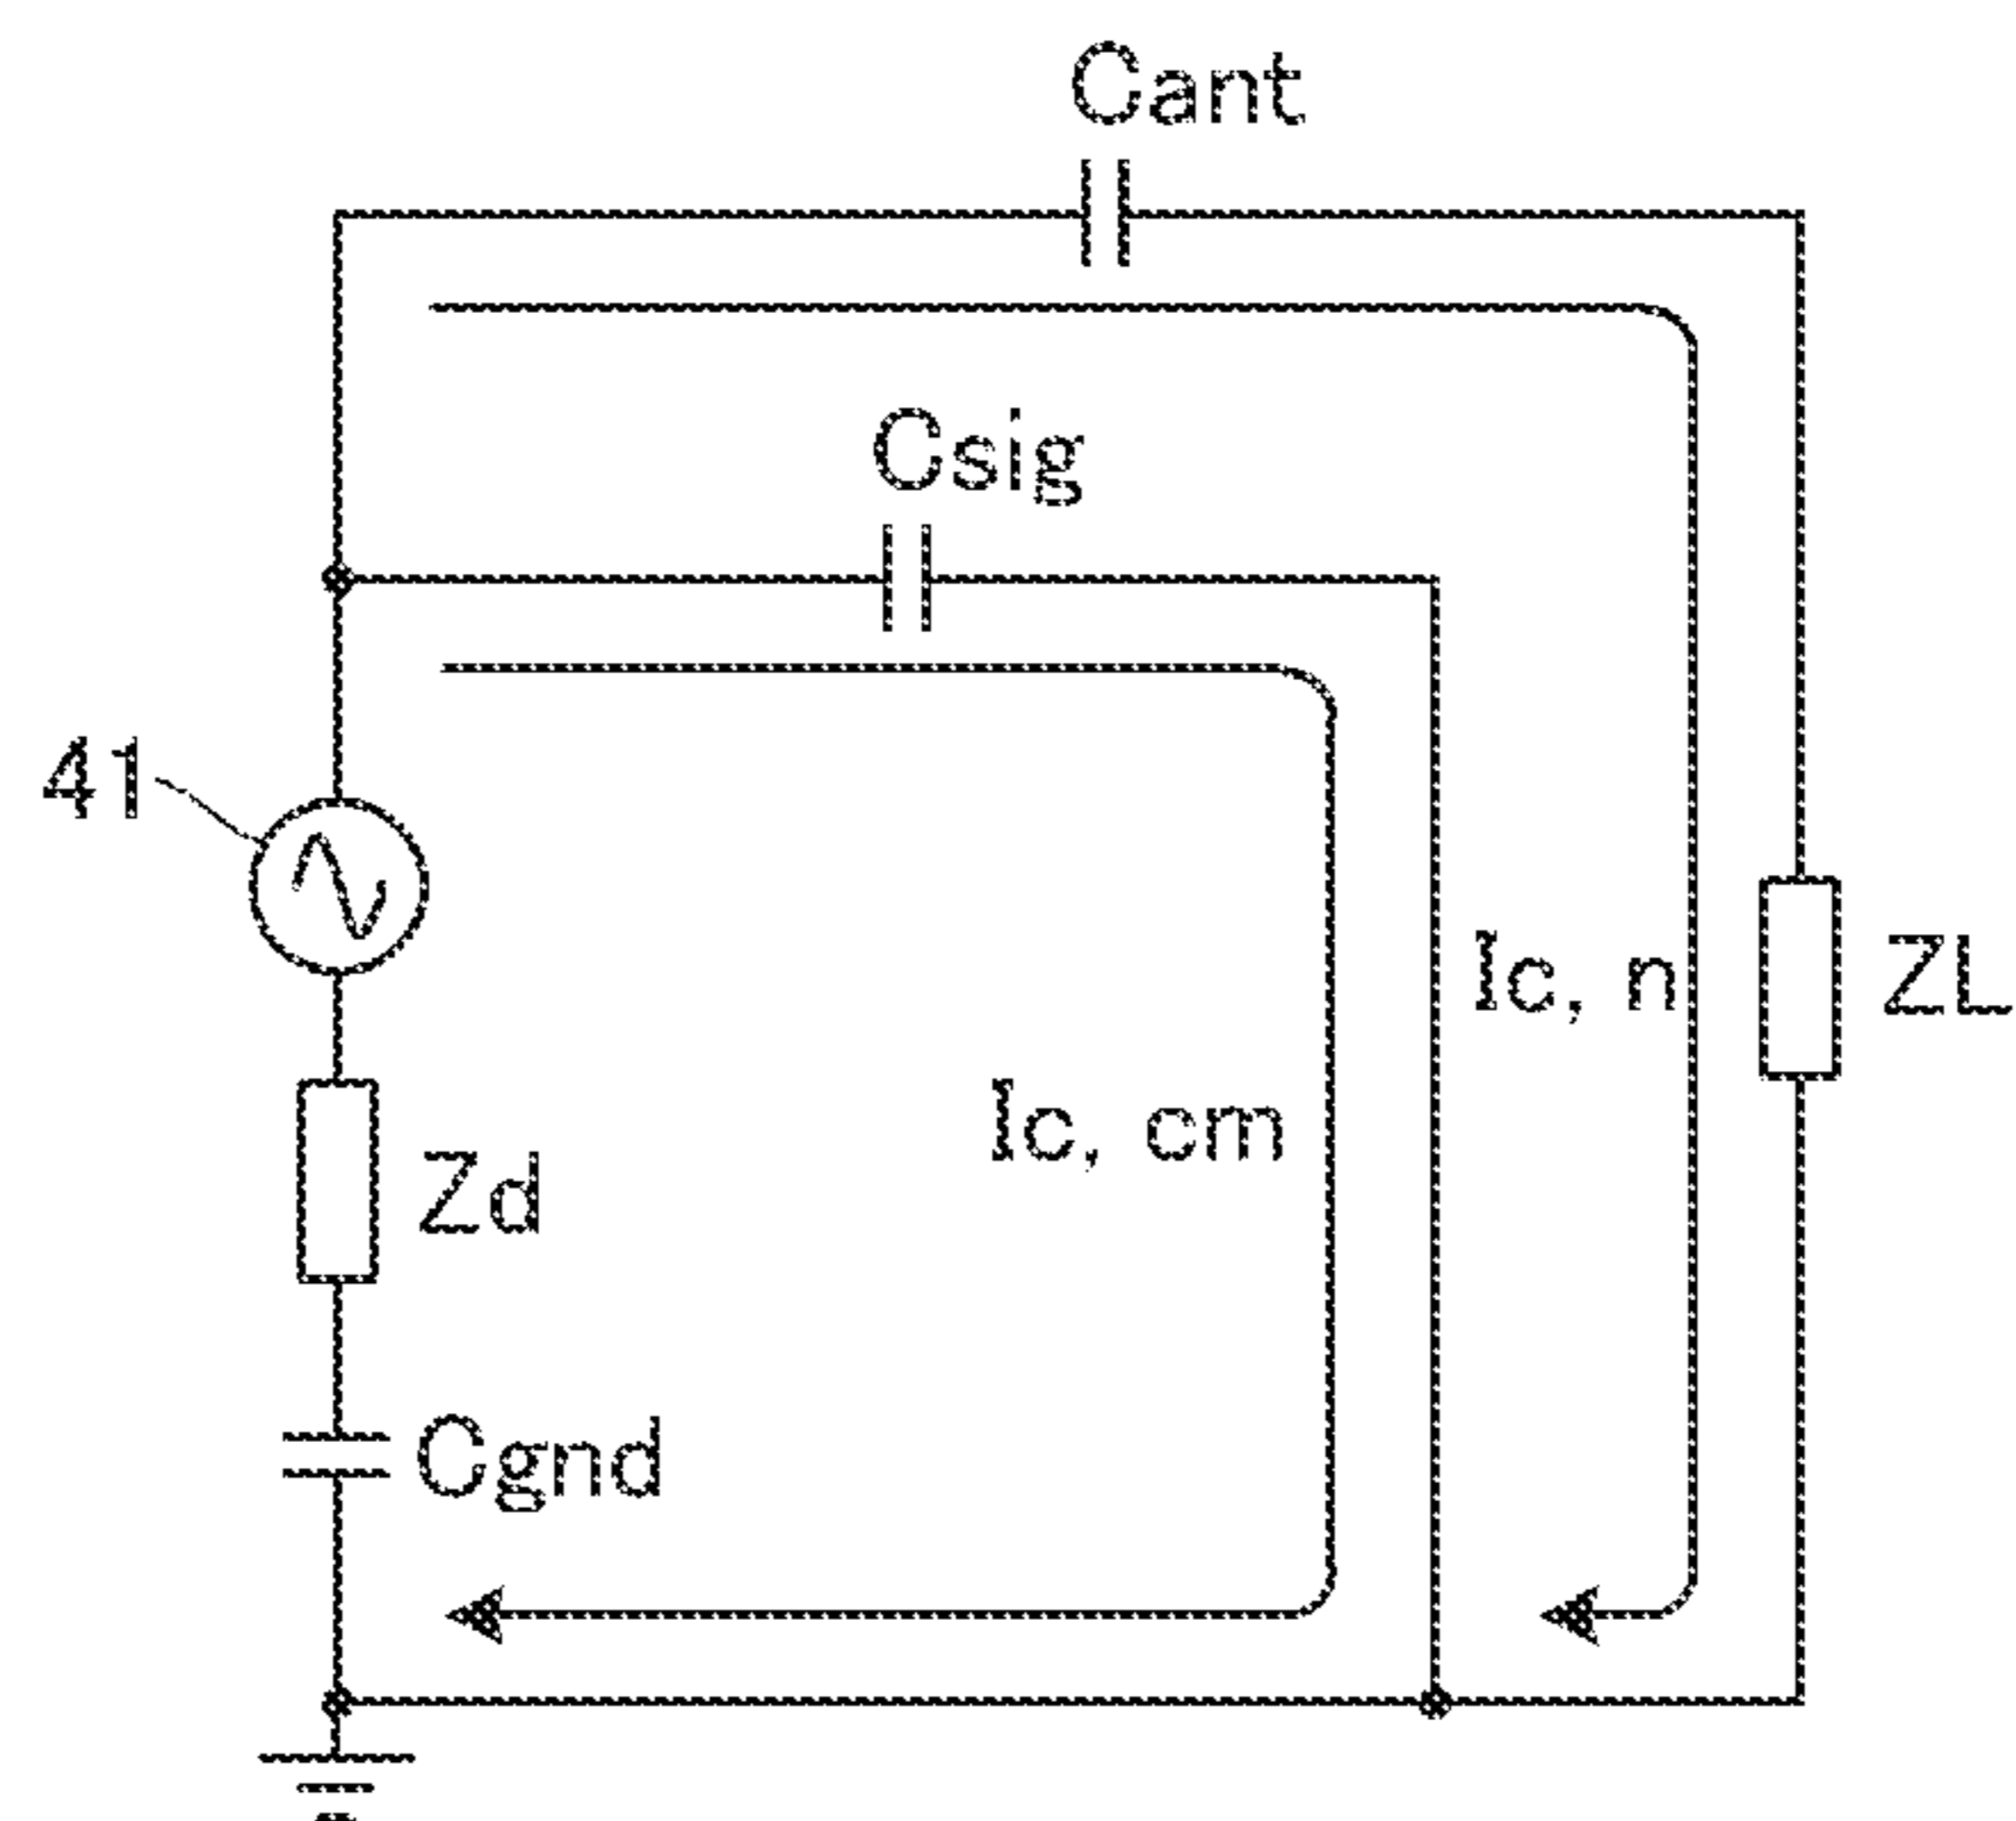 Cant
Csig
41
Ic, n
ZL
Ic, cm
Zd
Cgnd